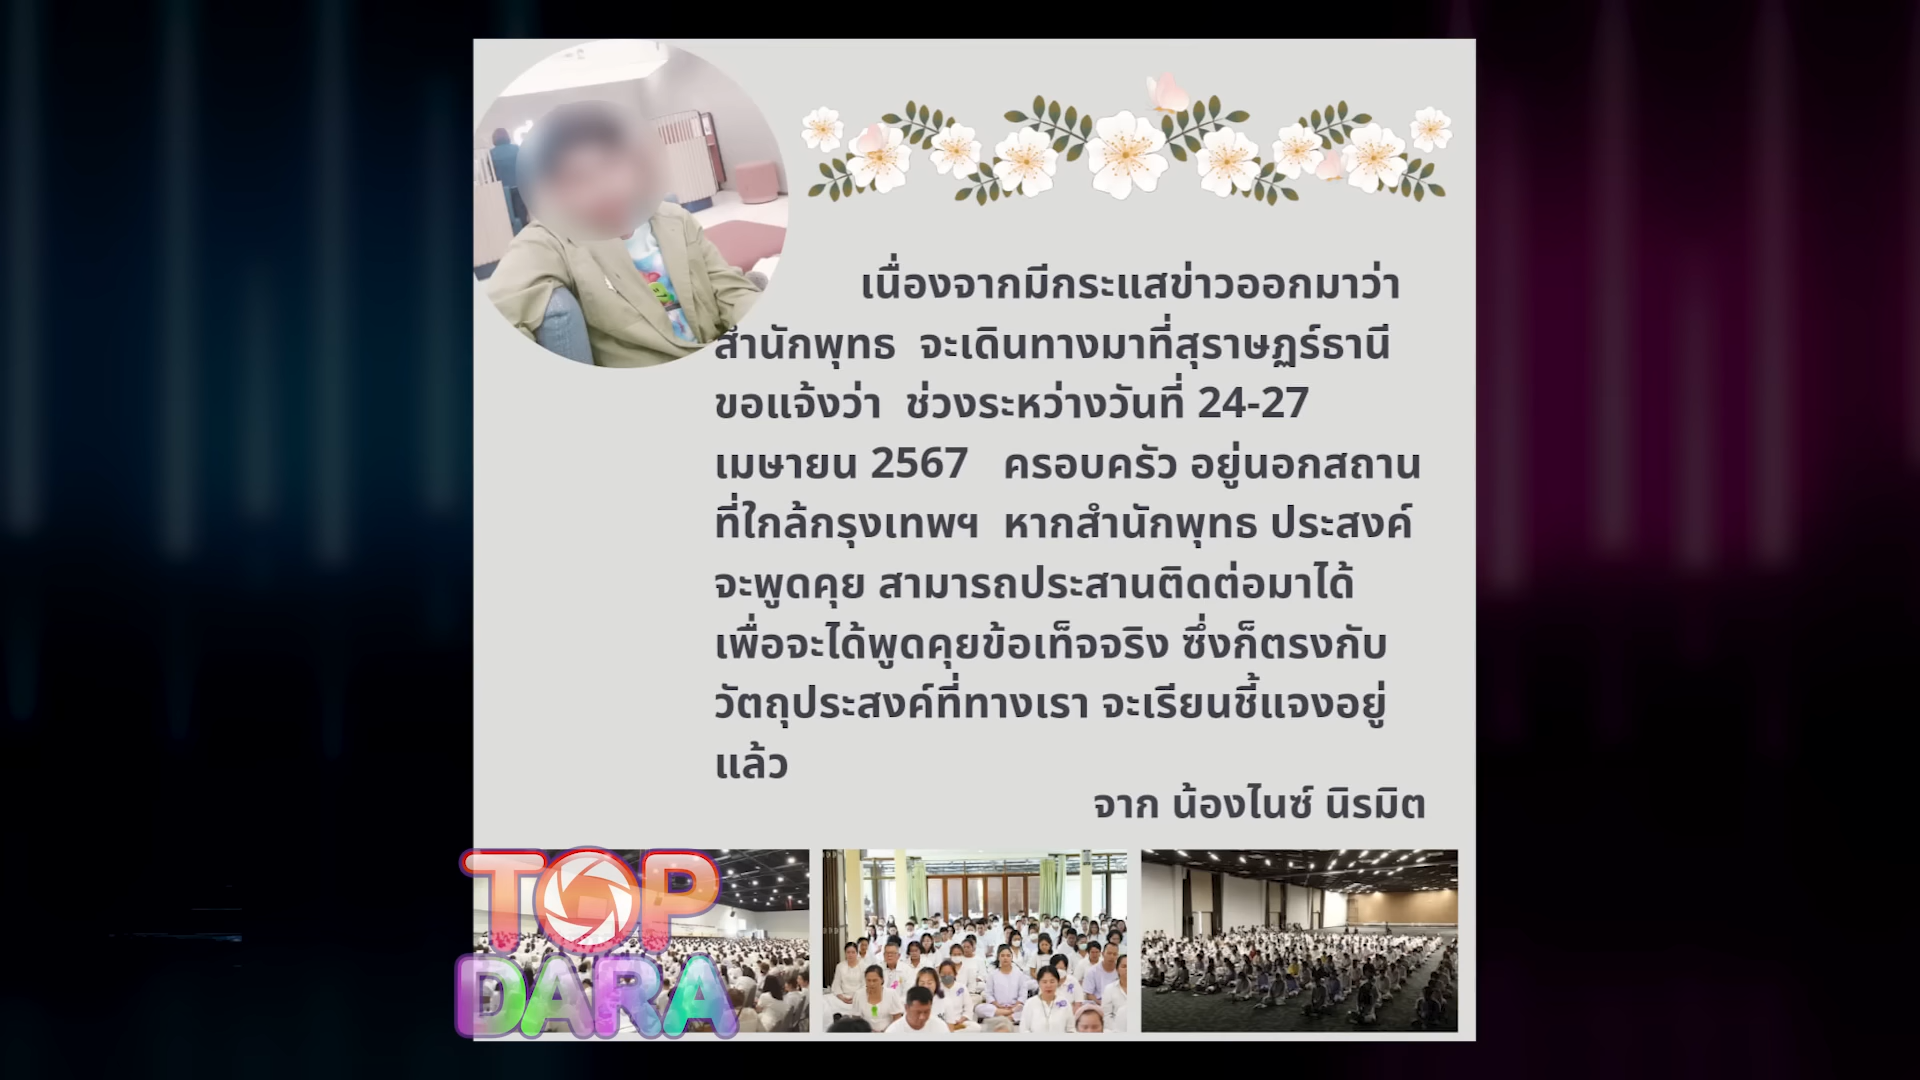 เนื่องจากมีกระแสข่าวออกมาว่า
สำนักพุทธ จะเดินทางมาที่สุราษฏร์ธานี
ขอแจ้งว่า ช่วงระหว่างวันที่ 24-27
เมษายน 2567 ครอบครัว อยู่นอกสถาน
ที่ใกล้กรุงเทพฯ หากสำนักพุทธ ประสงค์
จะพูดคุย สามารถประสานติดต่อมาได้
เพื่อจะได้พูดคุยข้อเท็จจริง ซึ่งก็ตรงกับ
วัตถุประสงค์ที่ทางเรา จะเรียนชี้แจงอยู่
แล้ว
จาก น้องไนซ์ นิรมิต
TOP
DARA